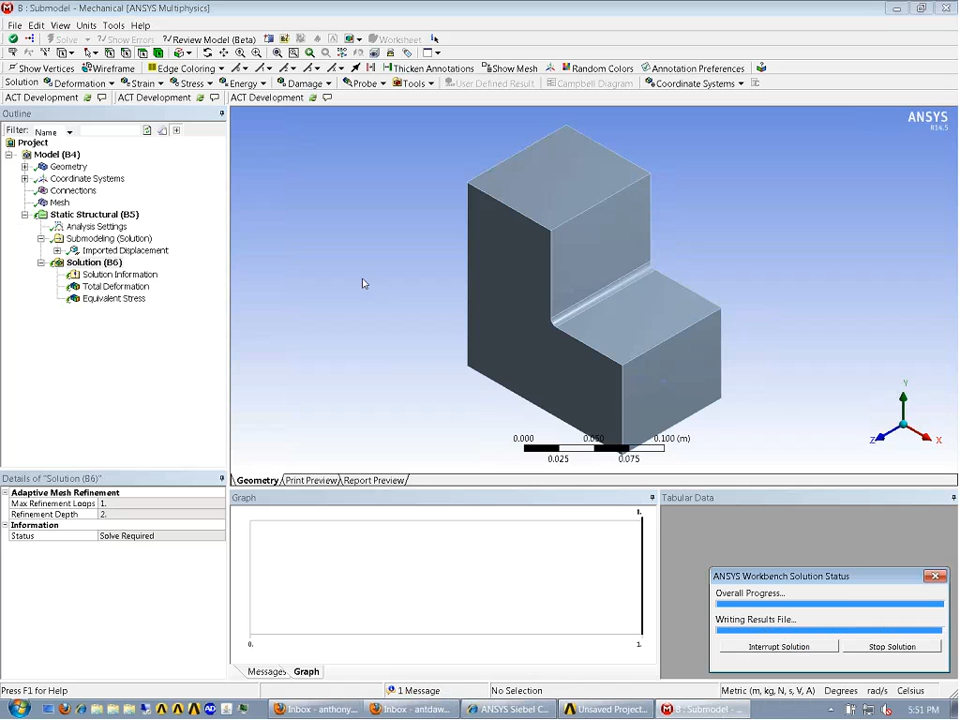 B : Submodel - Mechanical [ANSYS Multiphysics]
File Edit View Units Tools Help
Solve Show Errors Review Model (Beta) Worksheet
Show Vertices Wireframe Edge Coloring Thicken Annotations Show Mesh Random Colors Annotation Preferences
Solution Deformation Strain Stress Energy Damage Probe Tools User Defined Result Campbell Diagram Coordinate Systems
ACT Development ACT Development ACT Development
Outline
Filter: Name
Project
Model (B4)
Geometry
Coordinate Systems
Connections
Mesh
Static Structural (B5)
Analysis Settings
Submodeling (Solution)
Imported Displacement
Solution (B6)
Solution Information
Total Deformation
Equivalent Stress
ANSYS
R14.5
Y
Z
X
0.000 0.050 0.100 (m)
0.025 0.075
Details of "Solution (B6)"
Adaptive Mesh Refinement
Max Refinement Loops 1.
Refinement Depth 2.
Information
Status Solve Required
Geometry Print Preview Report Preview
Graph
1.
0. 1.
Messages Graph
Tabular Data
ANSYS Workbench Solution Status
Overall Progress...
Writing Results File...
Interrupt Solution Stop Solution
Press F1 for Help 1 Message No Selection Metric (m, kg, N, s, V, A) Degrees rad/s Celsius
Inbox - anthony... Inbox - antdaw... ANSYS Siebel C... Unsaved Project... B : Submodel - ... 5:51 PM